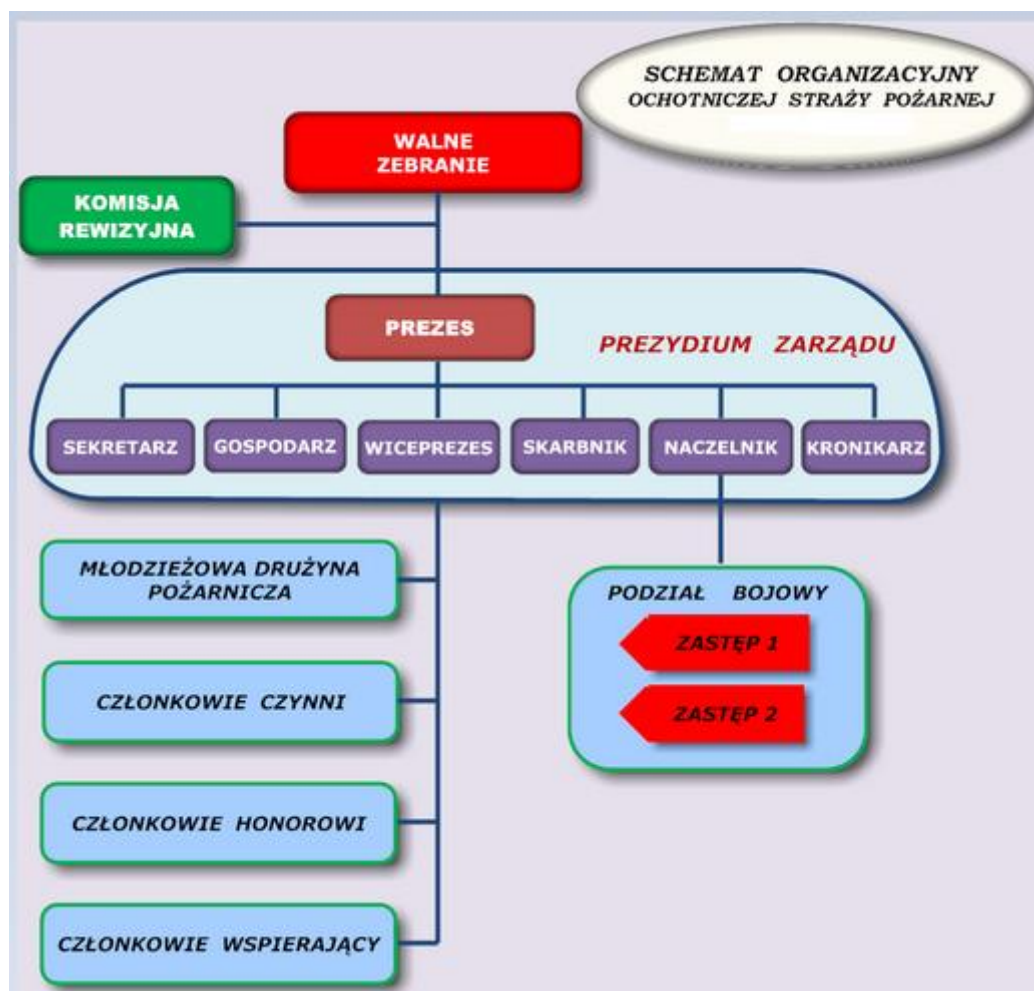 SCHEMAT ORGANIZACYJNY
OCHOTNICZEJ STRAŻY POŻARNEJ
WALNE
ZEBRANIE
KOMISJA
REWIZYJNA
PREZES
PREZYDIUM ZARZĄDU
SEKRETARZ
GOSPODARZ
WICEPREZES
SKARBNIK
NACZELNIK
KRONIKARZ
MŁODZIEŻOWA DRUŻYNA
POŻARNICZA
CZŁONKOWIE CZYNNI
CZŁONKOWIE HONOROWI
CZŁONKOWIE WSPIERAJĄCY
PODZIAŁ BOJOWY
ZASTĘP 1
ZASTĘP 2